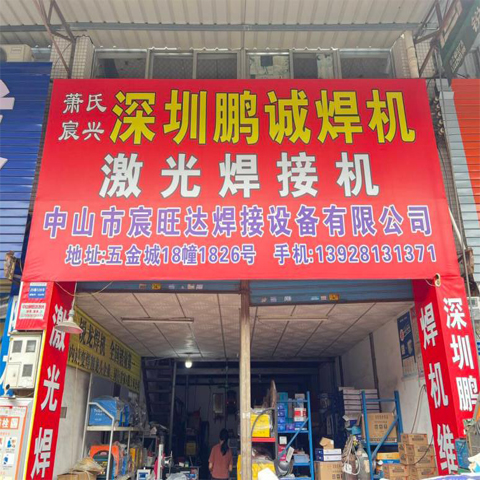 萧氏
宸兴
深圳鹏诚焊机
激光焊接机
中山市宸旺达焊接设备有限公司
地址:五金城18幢1826号 手机:13928131371
激光焊
深圳鹏
焊机维